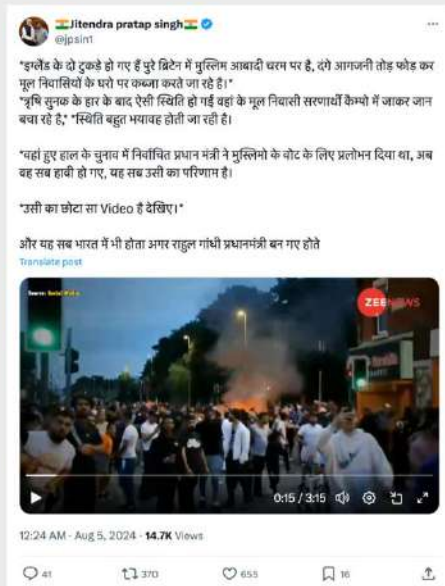 Jitendra pratap singh
@jpsin1
"इंग्लैंड के दो टुकड़े हो गए हैं पुरे ब्रिटेन में मुस्लिम आबादी चरम पर है, दंगे आगजनी तोड़ फोड़ कर
मूल निवासियों के घरो पर कब्जा करते जा रहे है।"
"ऋषि सुनक के हार के बाद ऐसी स्थिति हो गई वहां के मूल निवासी सरणार्थी कैम्पो में जाकर जान
बचा रहे है," "स्थिति बहुत भयावह होती जा रही है।
"वहां हुए हाल के चुनाव में निर्वाचित प्रधान मंत्री ने मुस्लिमो के वोट के लिए प्रलोभन दिया था, अब
वह सब हावी हो गए, यह सब उसी का परिणाम है।
"उसी का छोटा सा Video है देखिए।"
और यह सब भारत में भी होता अगर राहुल गांधी प्रधानमंत्री बन गए होते
Translate post
Source: Social Media
ZEE NEWS
0:15 / 3:15
12:24 AM · Aug 5, 2024 · 14.7K Views
41 370 655 16